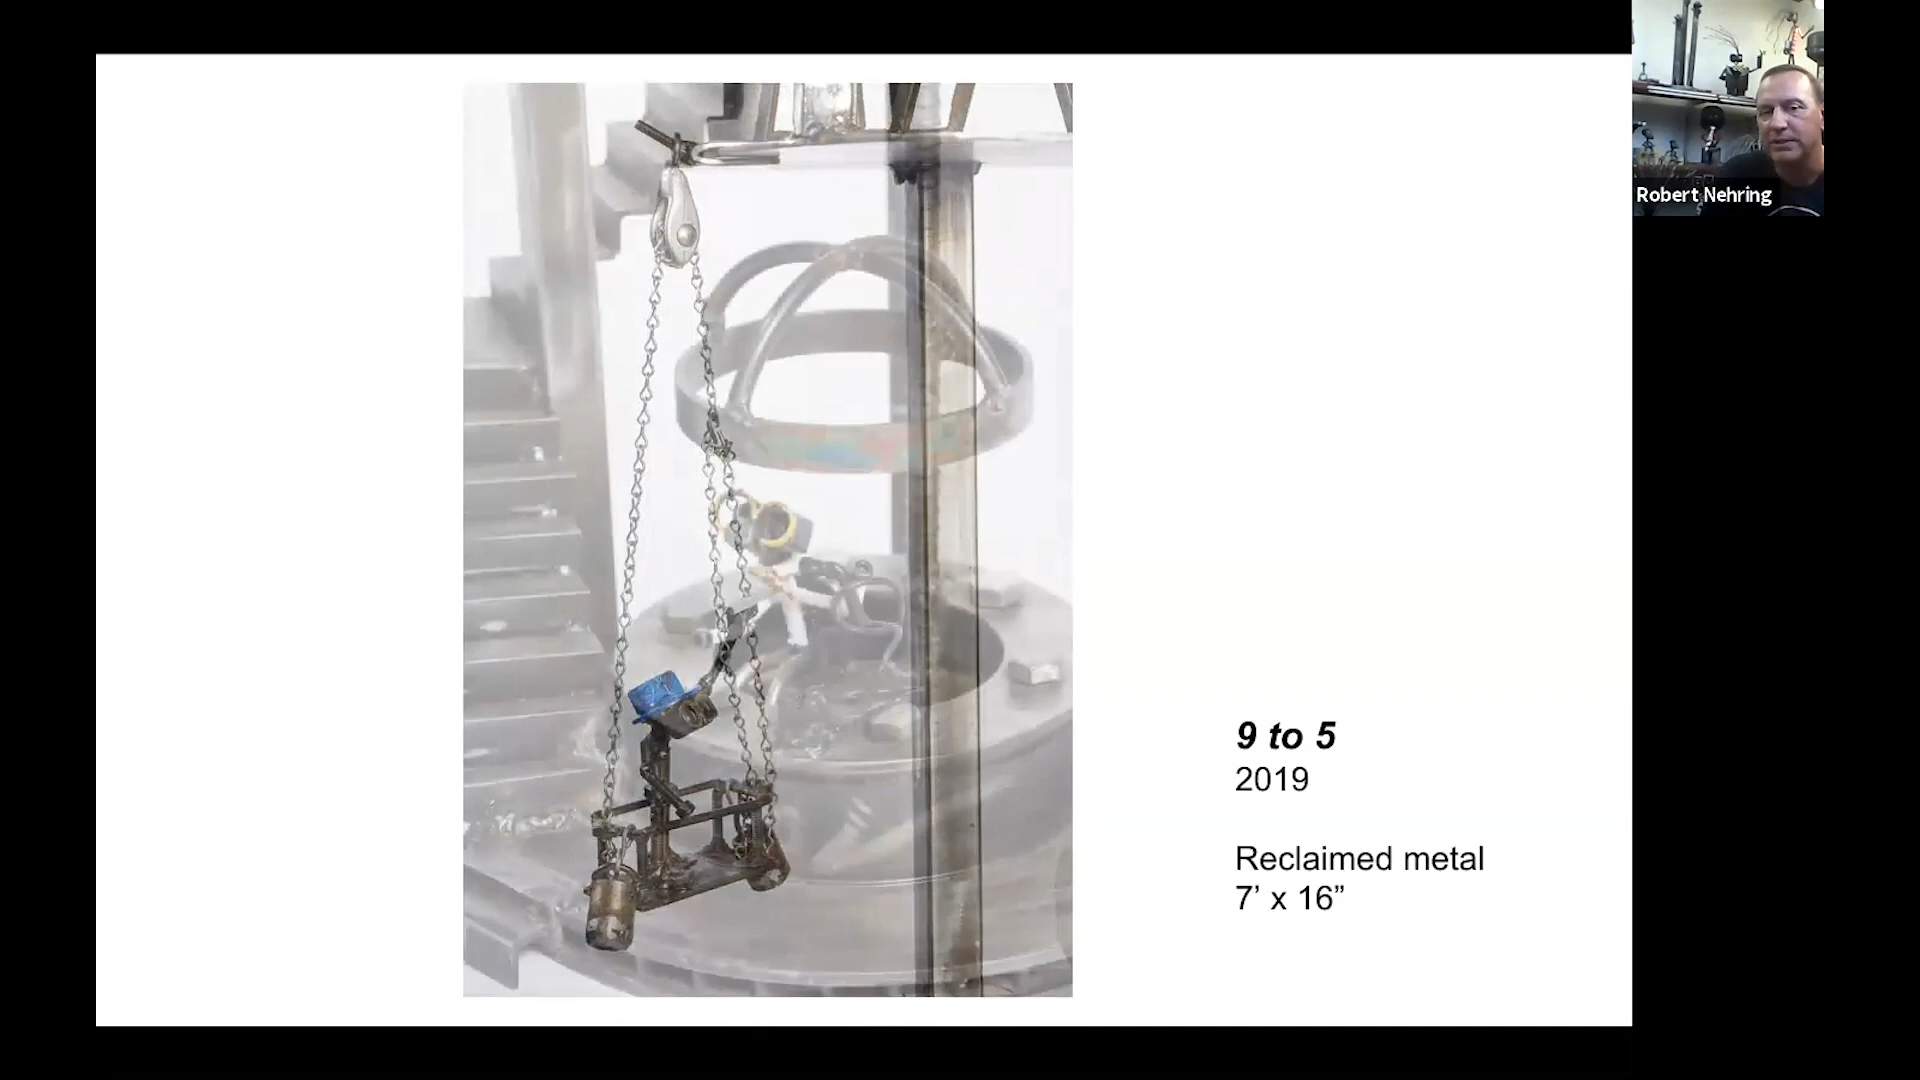 Robert Nehring
9 to 5
2019
Reclaimed metal
7’ x 16”